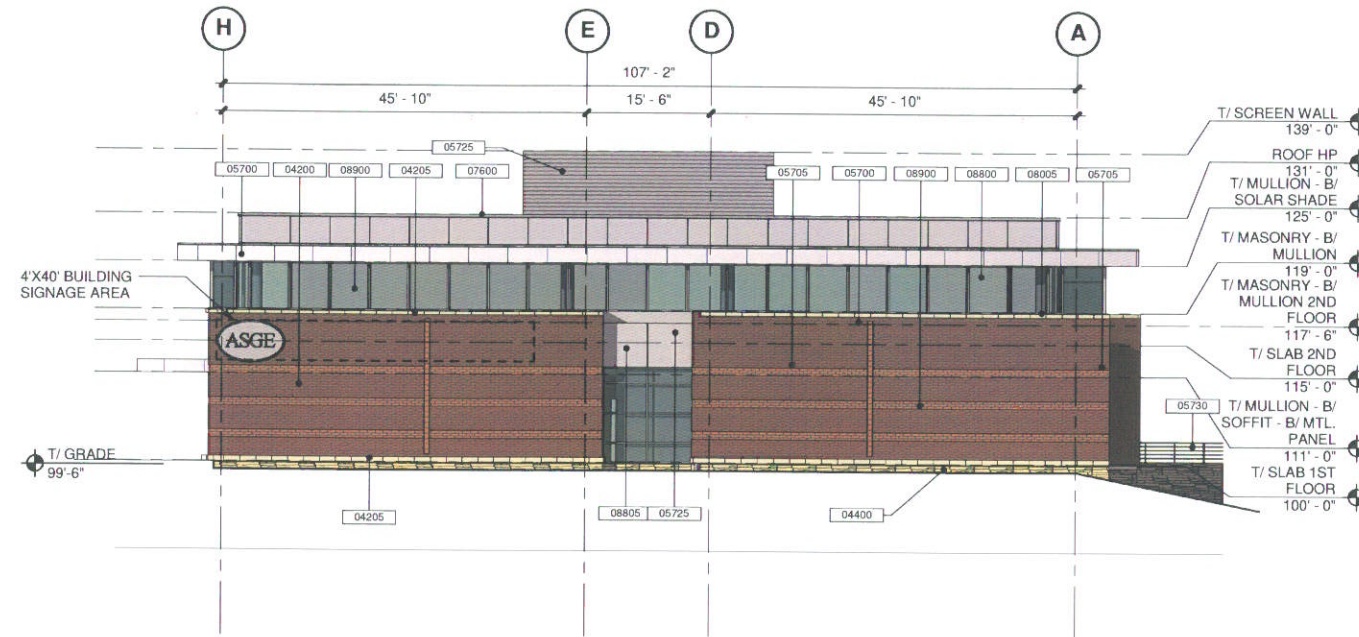 H
E
D
A
107' - 2"
45' - 10"
15' - 6"
45' - 10"
T/ SCREEN WALL
139' - 0"
ROOF HP
131' - 0"
T/ MULLION - B/
SOLAR SHADE
125' - 0"
T/ MASONRY - B/
MULLION
119' - 0"
T/ MASONRY - B/
MULLION 2ND
FLOOR
117' - 6"
T/ SLAB 2ND
FLOOR
115' - 0"
T/ MULLION - B/
SOFFIT - B/ MTL.
PANEL
111' - 0"
T/ SLAB 1ST
FLOOR
100' - 0"
05725
05700
04200
08900
04205
07600
05705
05700
08900
08800
08005
05705
4'X40' BUILDING
SIGNAGE AREA
ASGE
05730
T/ GRADE
99'-6"
04205
08805
05725
04400